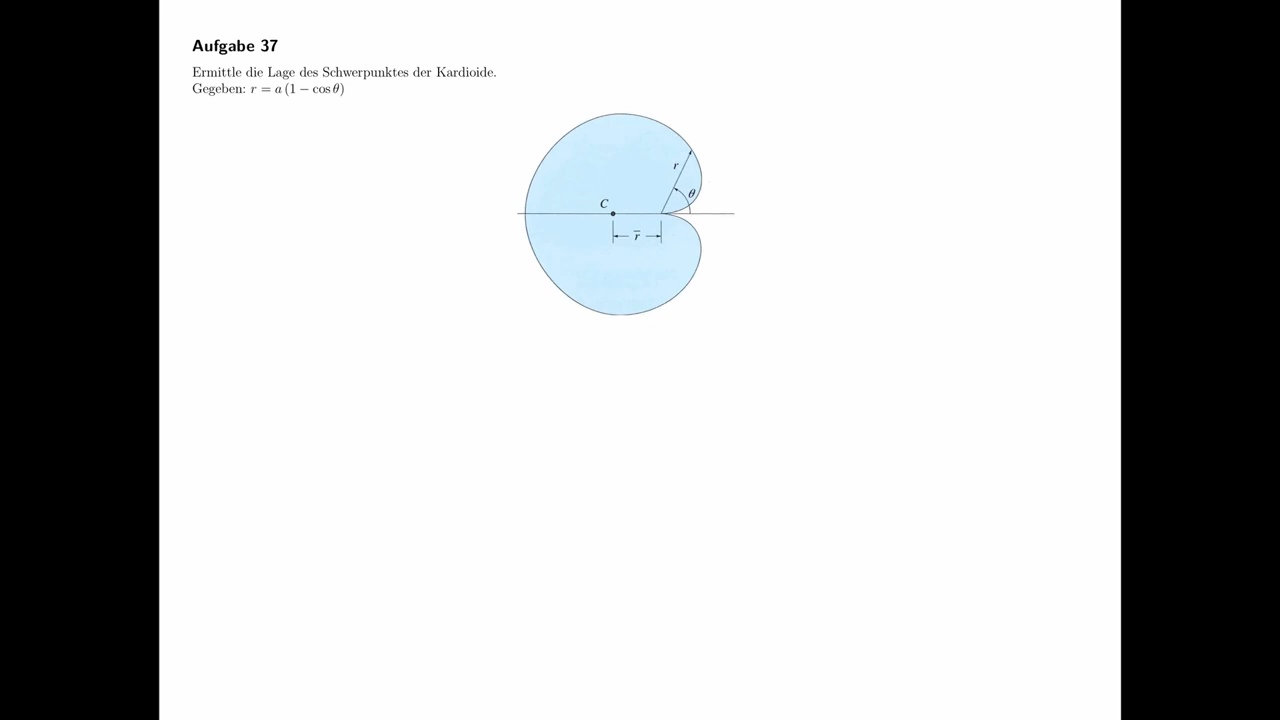 Aufgabe 37
Ermittle die Lage des Schwerpunktes der Kardioide.
Gegeben: r = a (1 − cos θ)
r
θ
C
r̅